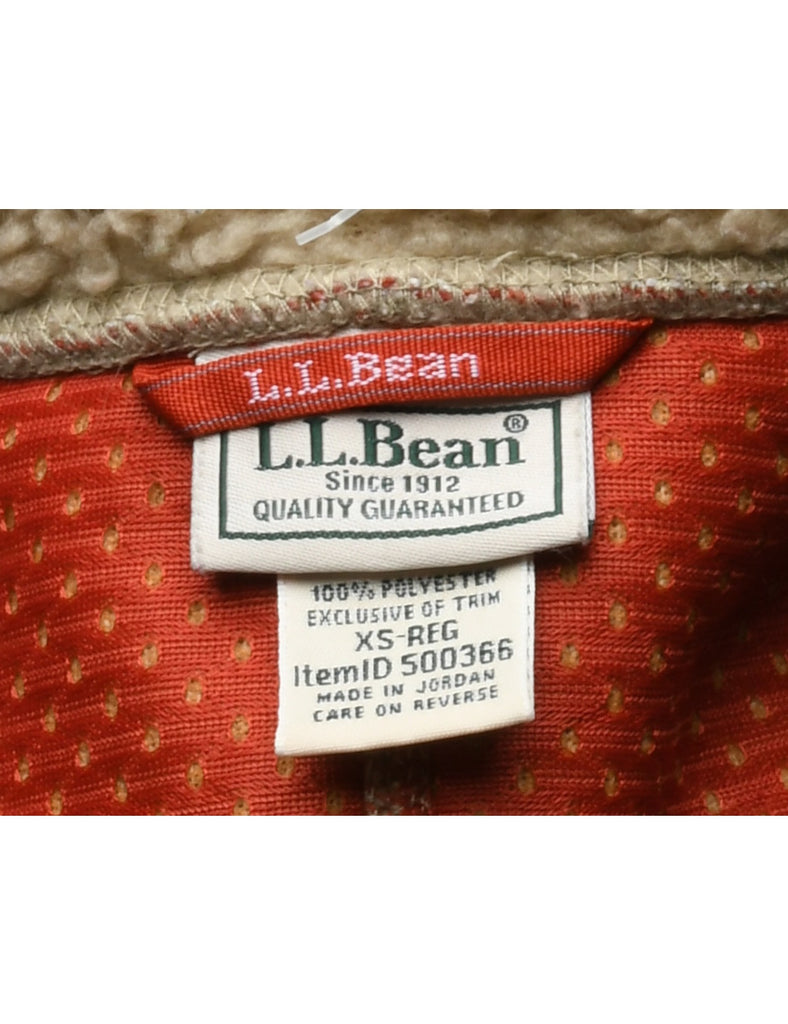 L.L.Bean
L.L.Bean®
Since 1912
QUALITY GUARANTEED
100% POLYESTER
EXCLUSIVE OF TRIM
XS-REG
ItemID 500366
MADE IN JORDAN
CARE ON REVERSE